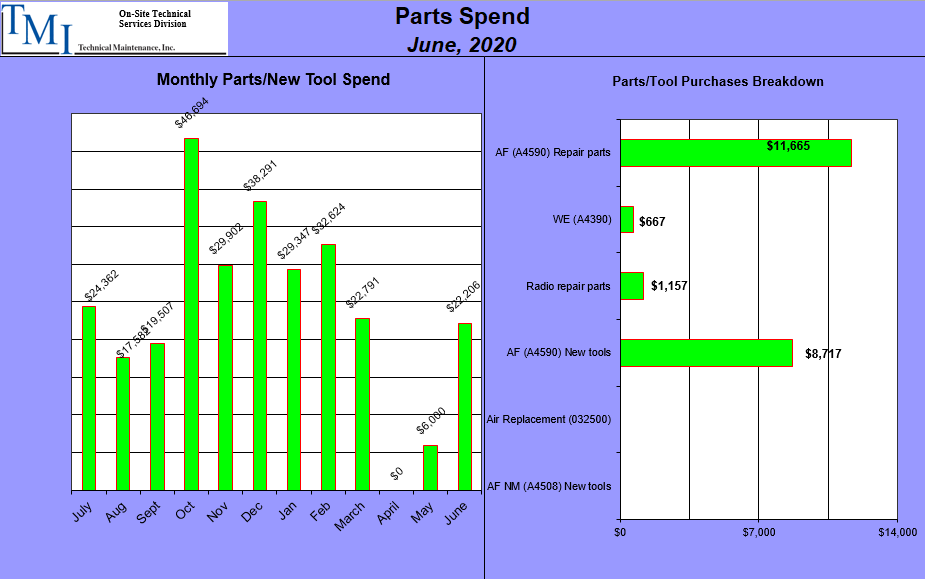 TMI
On-Site Technical
Services Division
Technical Maintenance, Inc.
Parts Spend
June, 2020
Monthly Parts/New Tool Spend
$24,362
$17,582
$19,507
$46,694
$29,902
$38,291
$29,347
$32,624
$22,791
$0
$6,000
$22,206
July
Aug
Sept
Oct
Nov
Dec
Jan
Feb
March
April
May
June
Parts/Tool Purchases Breakdown
AF (A4590) Repair parts
$11,665
WE (A4390)
$667
Radio repair parts
$1,157
AF (A4590) New tools
$8,717
Air Replacement (032500)
AF NM (A4508) New tools
$0
$7,000
$14,000